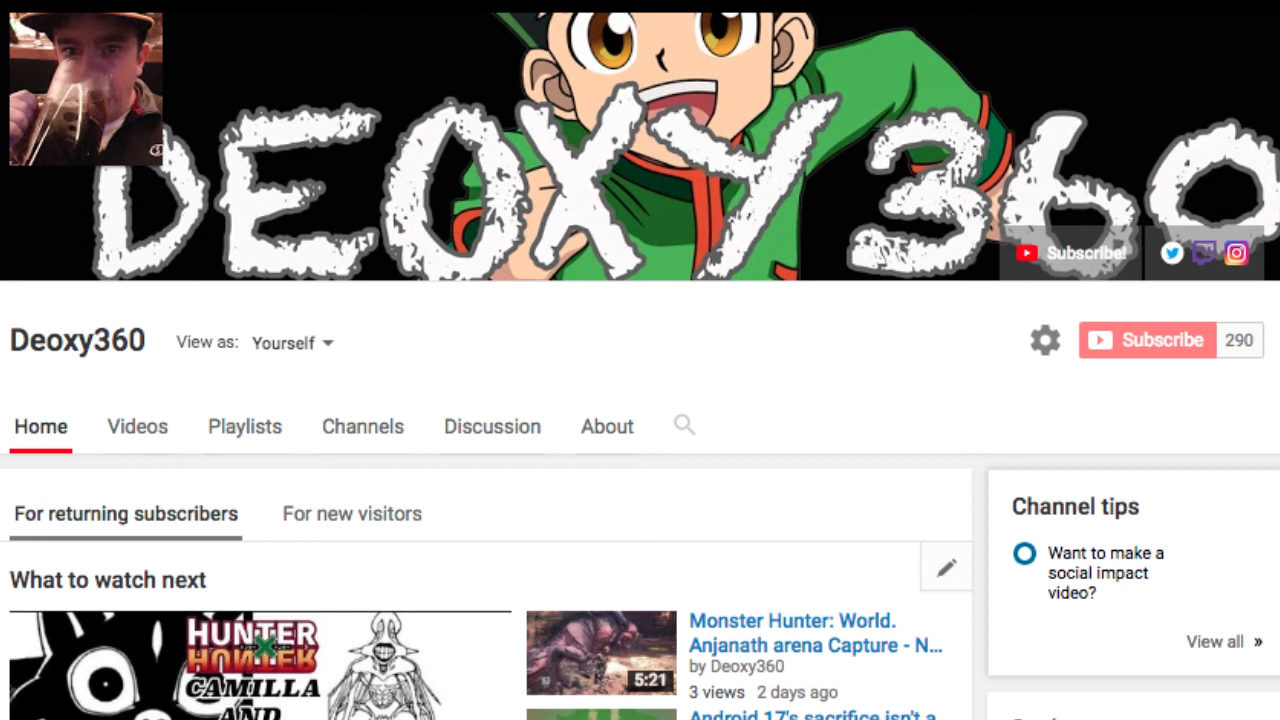 DEOXY360
Subscribe!
Deoxy360
View as: Yourself
Subscribe 290
Home Videos Playlists Channels Discussion About
For returning subscribers For new visitors
Channel tips
Want to make a
social impact
video?
View all »
What to watch next
HUNTER
HUNTER
CAMILLA
AND
5:21
Monster Hunter: World.
Anjanath arena Capture - N...
by Deoxy360
3 views 2 days ago
Android 17's sacrifice isn't a